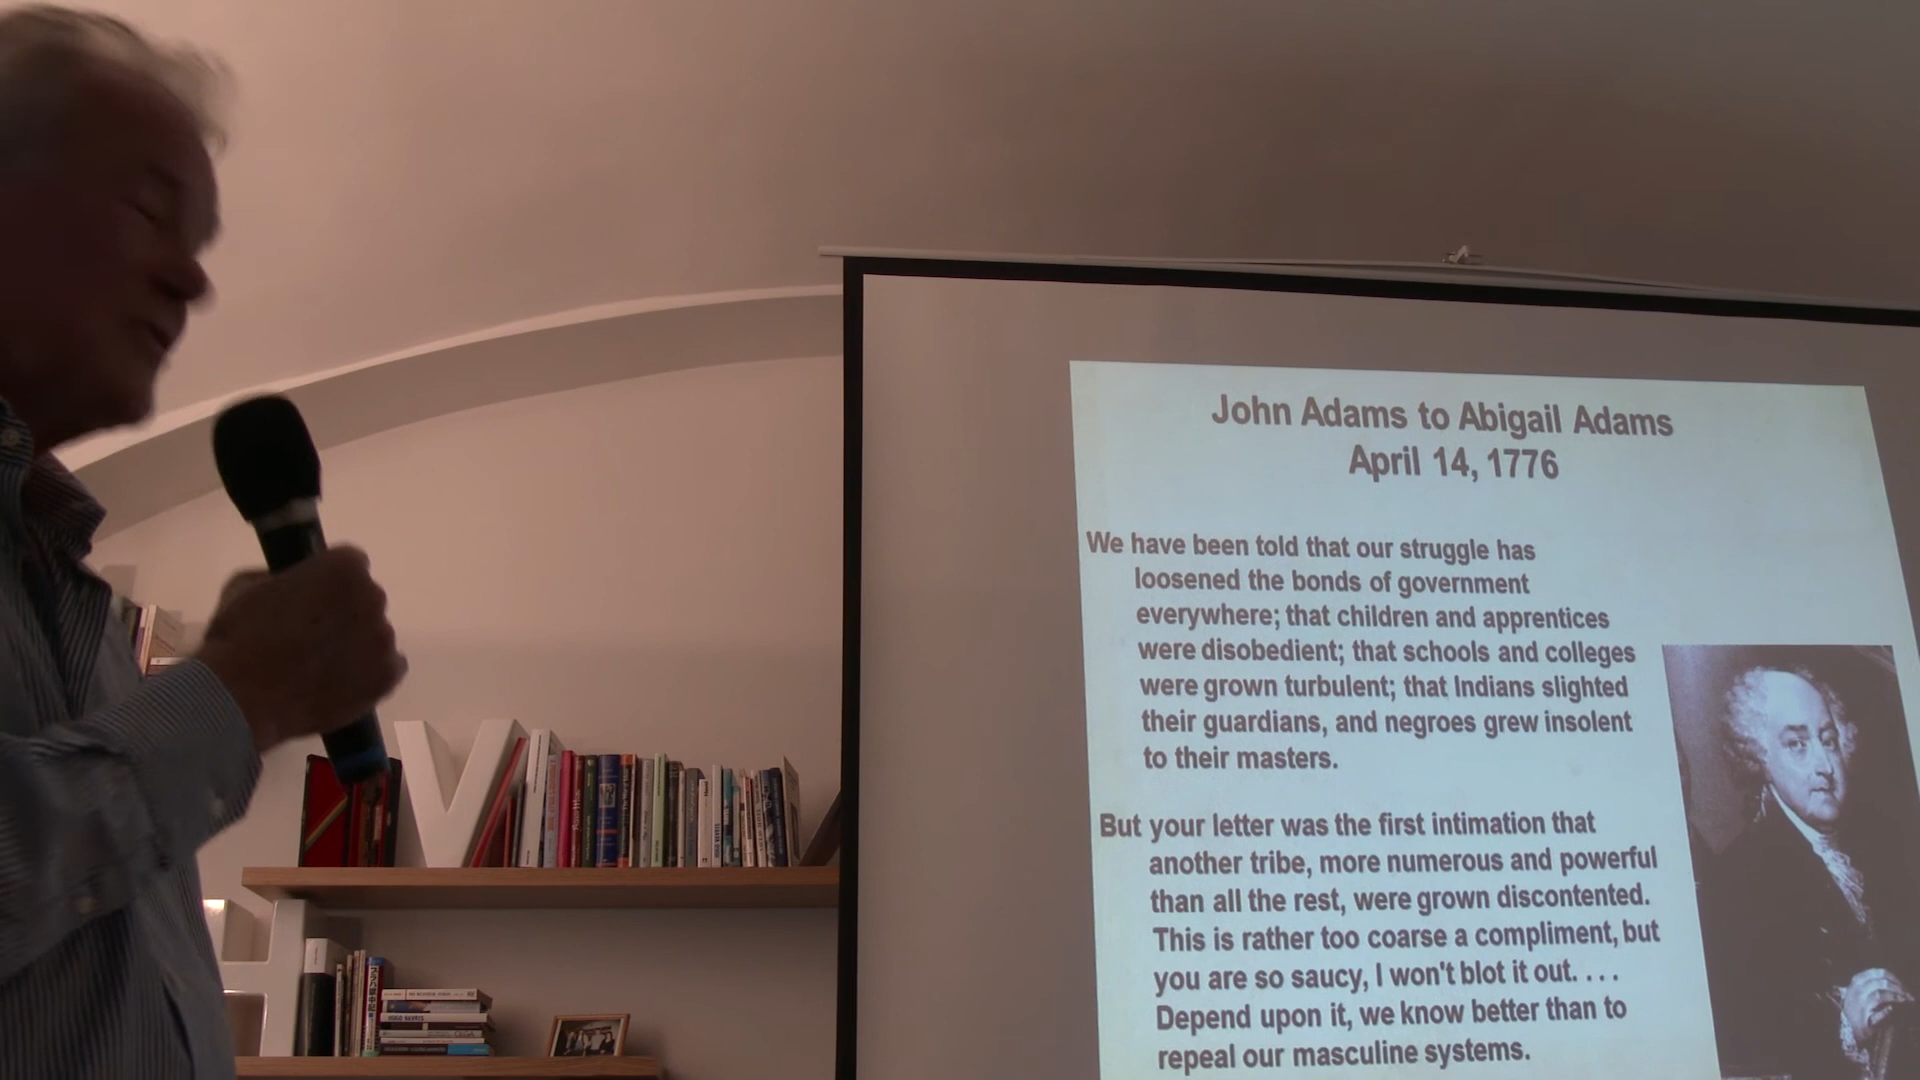 John Adams to Abigail Adams
April 14, 1776
We have been told that our struggle has
loosened the bonds of government
everywhere; that children and apprentices
were disobedient; that schools and colleges
were grown turbulent; that Indians slighted
their guardians, and negroes grew insolent
to their masters.
But your letter was the first intimation that
another tribe, more numerous and powerful
than all the rest, were grown discontented.
This is rather too coarse a compliment, but
you are so saucy, I won't blot it out. . . .
Depend upon it, we know better than to
repeal our masculine systems.
V